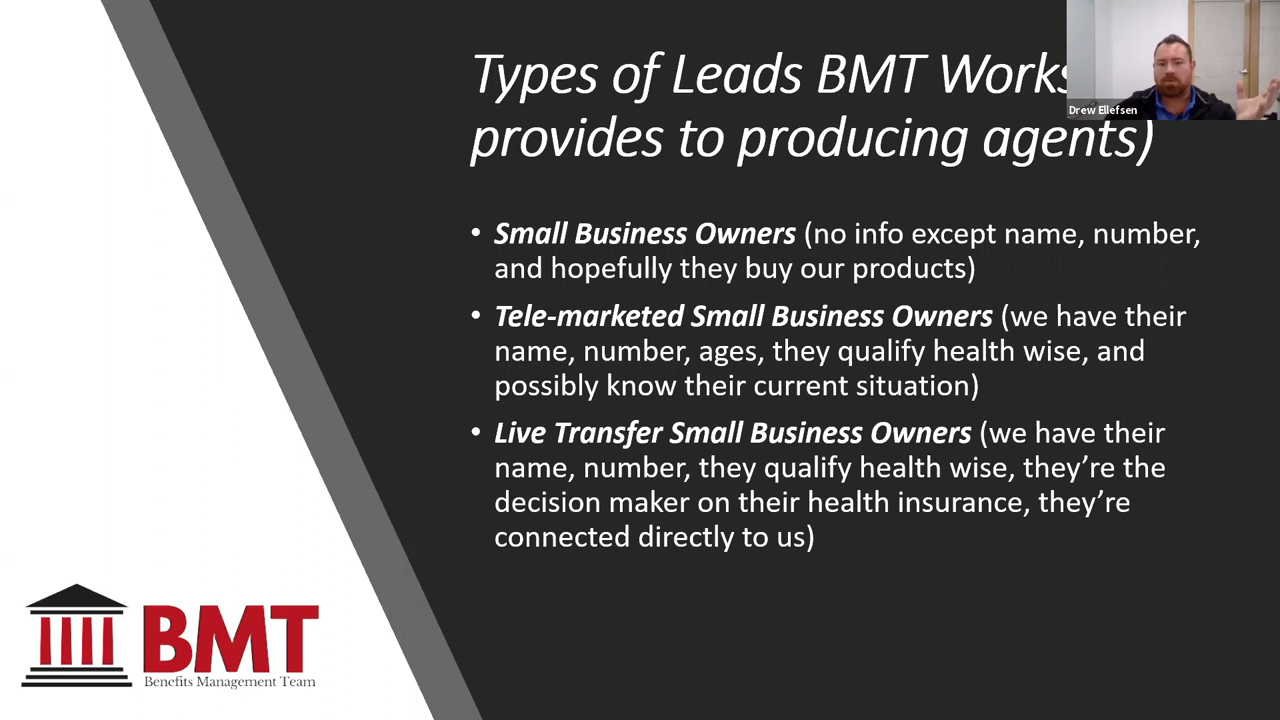 Types of Leads BMT Works
provides to producing agents)
Drew Ellefsen
• Small Business Owners (no info except name, number,
and hopefully they buy our products)
• Tele-marketed Small Business Owners (we have their
name, number, ages, they qualify health wise, and
possibly know their current situation)
• Live Transfer Small Business Owners (we have their
name, number, they qualify health wise, they’re the
decision maker on their health insurance, they’re
connected directly to us)
BMT
Benefits Management Team